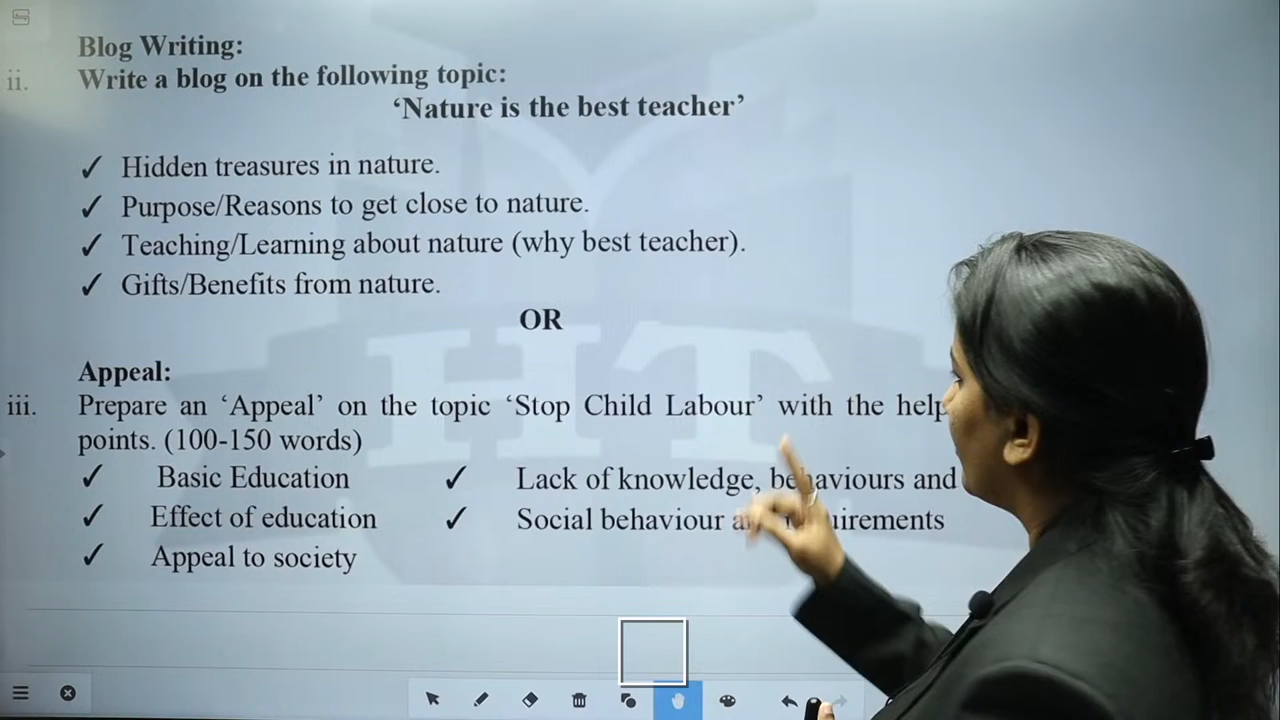 Blog Writing:
ii. Write a blog on the following topic:
‘Nature is the best teacher’
✓ Hidden treasures in nature.
✓ Purpose/Reasons to get close to nature.
✓ Teaching/Learning about nature (why best teacher).
✓ Gifts/Benefits from nature.
OR
Appeal:
iii. Prepare an ‘Appeal’ on the topic ‘Stop Child Labour’ with the help
points. (100-150 words)
✓ Basic Education ✓ Lack of knowledge, behaviours and
✓ Effect of education ✓ Social behaviour
✓ Appeal to society
HT